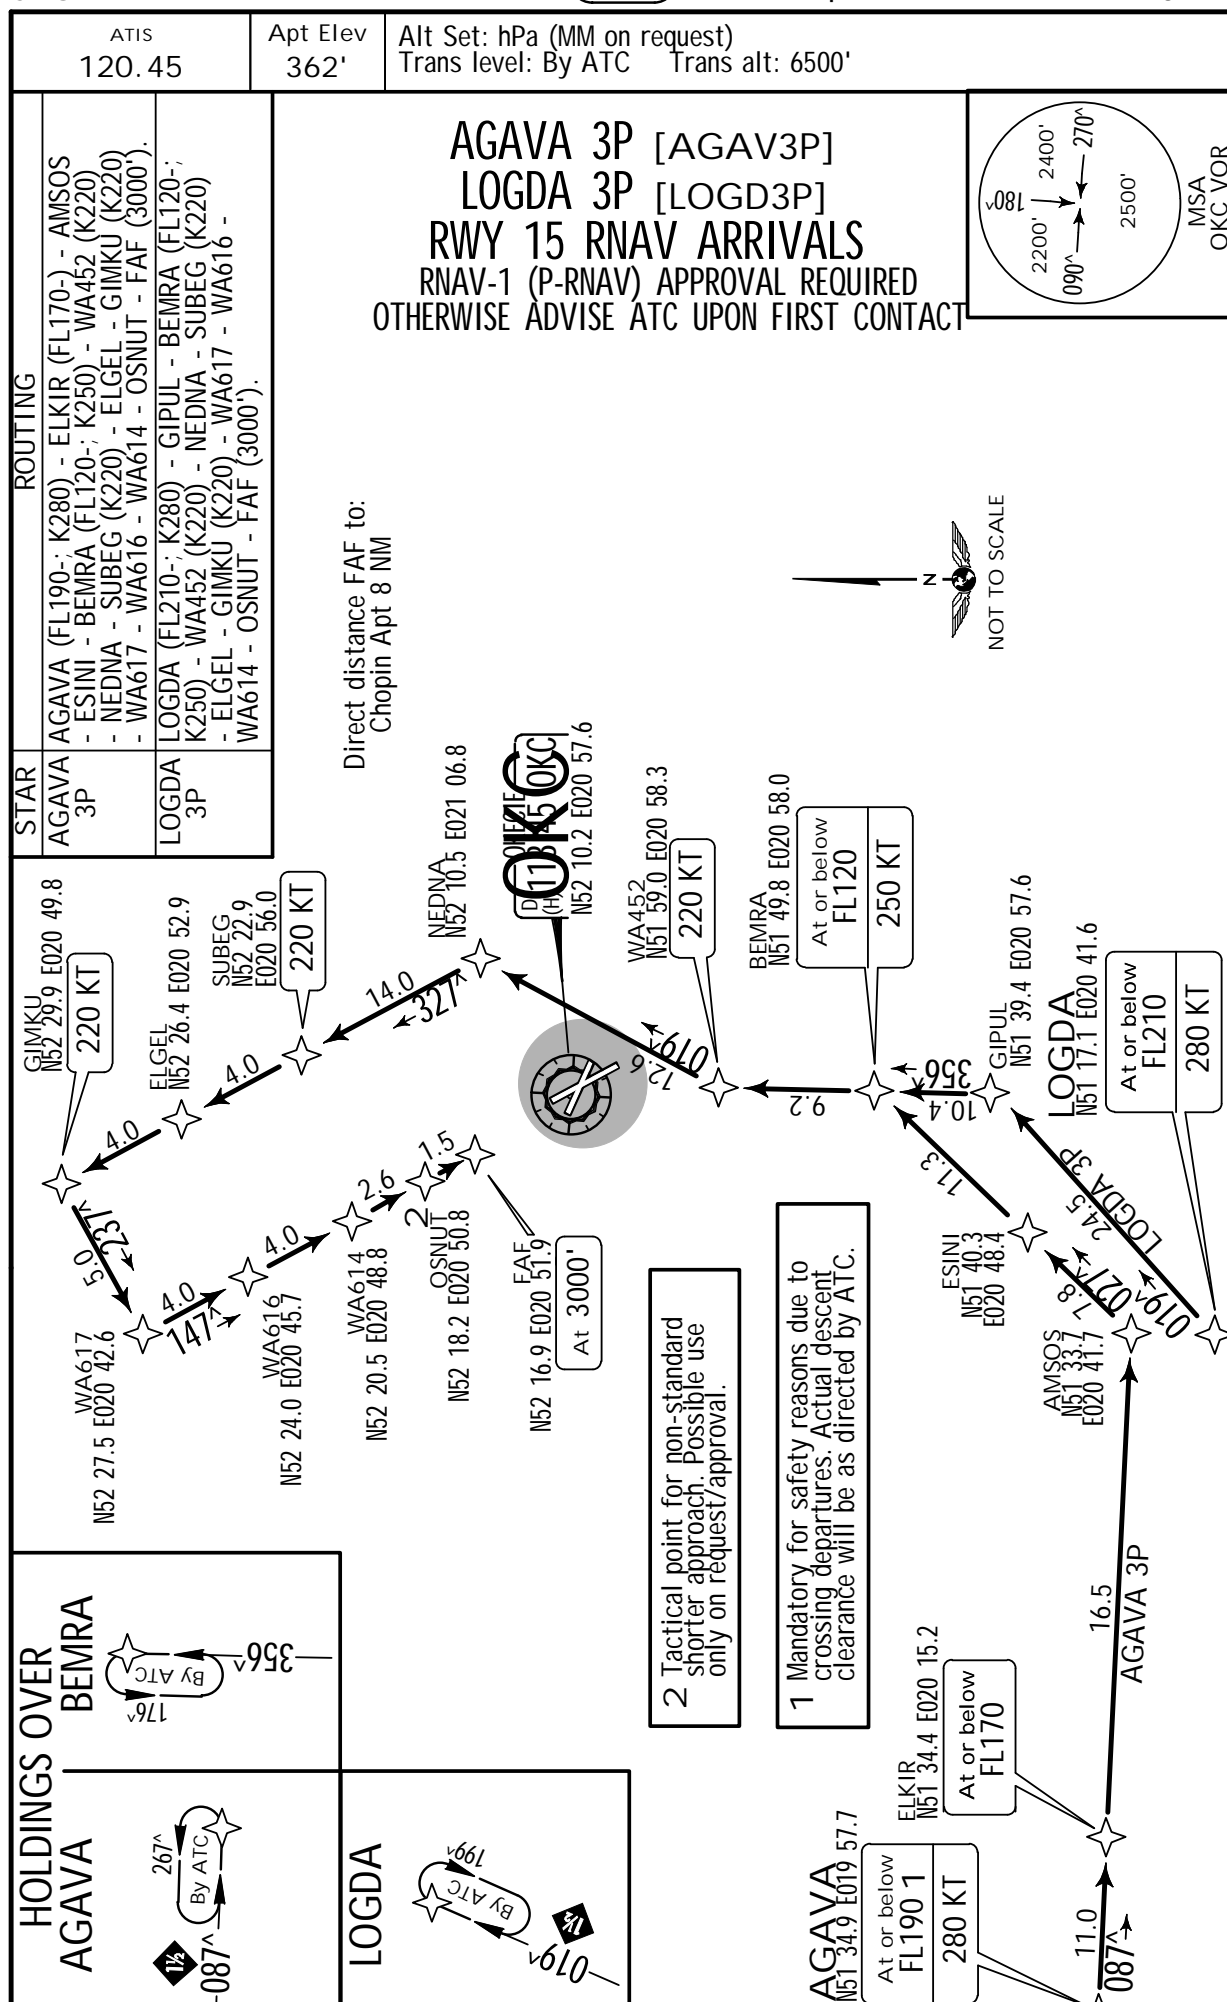 ATIS
120.45
Apt Elev
362'
Alt Set: hPa (MM on request)
Trans level: By ATC    Trans alt: 6500'
AGAVA 3P [AGAV3P]
LOGDA 3P [LOGD3P]
RWY 15 RNAV ARRIVALS
RNAV-1 (P-RNAV) APPROVAL REQUIRED
OTHERWISE ADVISE ATC UPON FIRST CONTACT
2400'
270^
180^
2200'
090^
2500'
MSA
OKC VOR
STAR
ROUTING
AGAVA
3P
AGAVA (FL190-; K280) - ELKIR (FL170-) - AMSOS
- ESINI - BEMRA (FL120-; K250) - WA452 (K220)
- NEDNA - SUBEG (K220) - ELGEL - GIMKU (K220)
- WA617 - WA616 - WA614 - OSNUT - FAF (3000').
LOGDA
3P
LOGDA (FL210-; K280) - GIPUL - BEMRA (FL120-;
K250) - WA452 (K220) - NEDNA - SUBEG (K220)
- ELGEL - GIMKU (K220) - WA617 - WA616 -
WA614 - OSNUT - FAF (3000').
Direct distance FAF to:
Chopin Apt 8 NM
N
NOT TO SCALE
GIMKU
N52 29.9 E020 49.8
220 KT
ELGEL
N52 26.4 E020 52.9
SUBEG
N52 22.9
E020 56.0
220 KT
NEDNA
N52 10.5 E021 06.8
OKC
N52 10.2 E020 57.6
WA452
N51 59.0 E020 58.3
220 KT
BEMRA
N51 49.8 E020 58.0
At or below
FL120
250 KT
GIPUL
N51 39.4 E020 57.6
LOGDA
N51 17.1 E020 41.6
At or below
FL210
280 KT
14.0
327^
4.0
4.0
5.0
237^
4.0
147^
4.0
2.6
2
1.5
12.6
019^
9.2
356^
10.4
11.3
24.5
LOGDA 3P
019^
7.8
027^
WA617
N52 27.5 E020 42.6
WA616
N52 24.0 E020 45.7
WA614
N52 20.5 E020 48.8
OSNUT
N52 18.2 E020 50.8
FAF
N52 16.9 E020 51.9
At 3000'
ESINI
N51 40.3
E020 48.4
AMSOS
N51 33.7
E020 41.7
2 Tactical point for non-standard
shorter approach. Possible use
only on request/approval.
1 Mandatory for safety reasons due to
crossing departures. Actual descent
clearance will be as directed by ATC.
16.5
AGAVA 3P
ELKIR
N51 34.4 E020 15.2
At or below
FL170
AGAVA
N51 34.9 E019 57.7
At or below
FL190 1
280 KT
11.0
087^
HOLDINGS OVER
BEMRA
By ATC
356^
176^
AGAVA
267^
By ATC
1½
087^
LOGDA
199^
By ATC
1½
019^